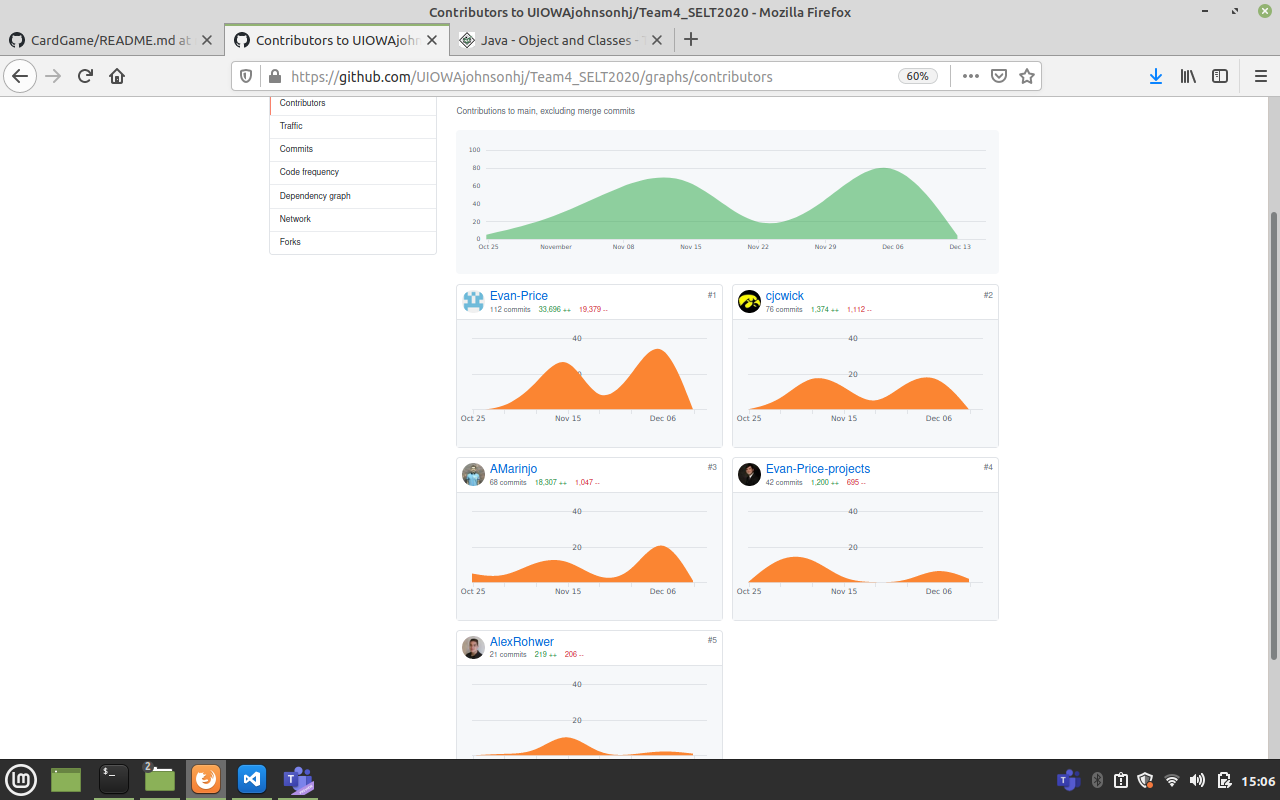 Contributors to UIOWAjohnsonhj/Team4_SELT2020 - Mozilla Firefox
CardGame/README.md at
Contributors to UIOWAjohn
Java - Object and Classes -
https://github.com/UIOWAjohnsonhj/Team4_SELT2020/graphs/contributors
60%
Contributors
Traffic
Commits
Code frequency
Dependency graph
Network
Forks
Contributions to main, excluding merge commits
100
80
60
40
20
0
Oct 25 November Nov 08 Nov 15 Nov 22 Nov 29 Dec 06 Dec 13
Evan-Price #1
112 commits 33,696 ++ 19,379 --
40
Oct 25 Nov 15 Dec 06
cjcwick #2
76 commits 1,374 ++ 1,112 --
40
20
Oct 25 Nov 15 Dec 06
AMarinjo #3
68 commits 18,307 ++ 1,047 --
40
20
Oct 25 Nov 15 Dec 06
Evan-Price-projects #4
42 commits 1,200 ++ 695 --
40
20
Oct 25 Nov 15 Dec 06
AlexRohwer #5
21 commits 219 ++ 206 --
40
20
2
15:06